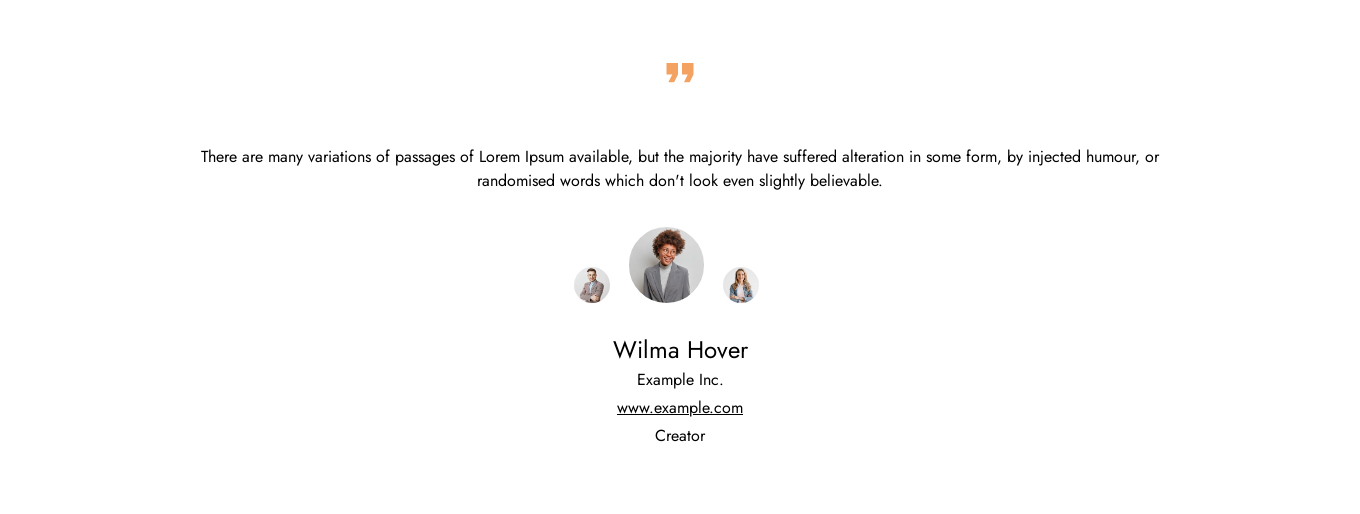 ”
There are many variations of passages of Lorem Ipsum available, but the majority have suffered alteration in some form, by injected humour, or
randomised words which don't look even slightly believable.
Wilma Hover
Example Inc.
www.example.com
Creator